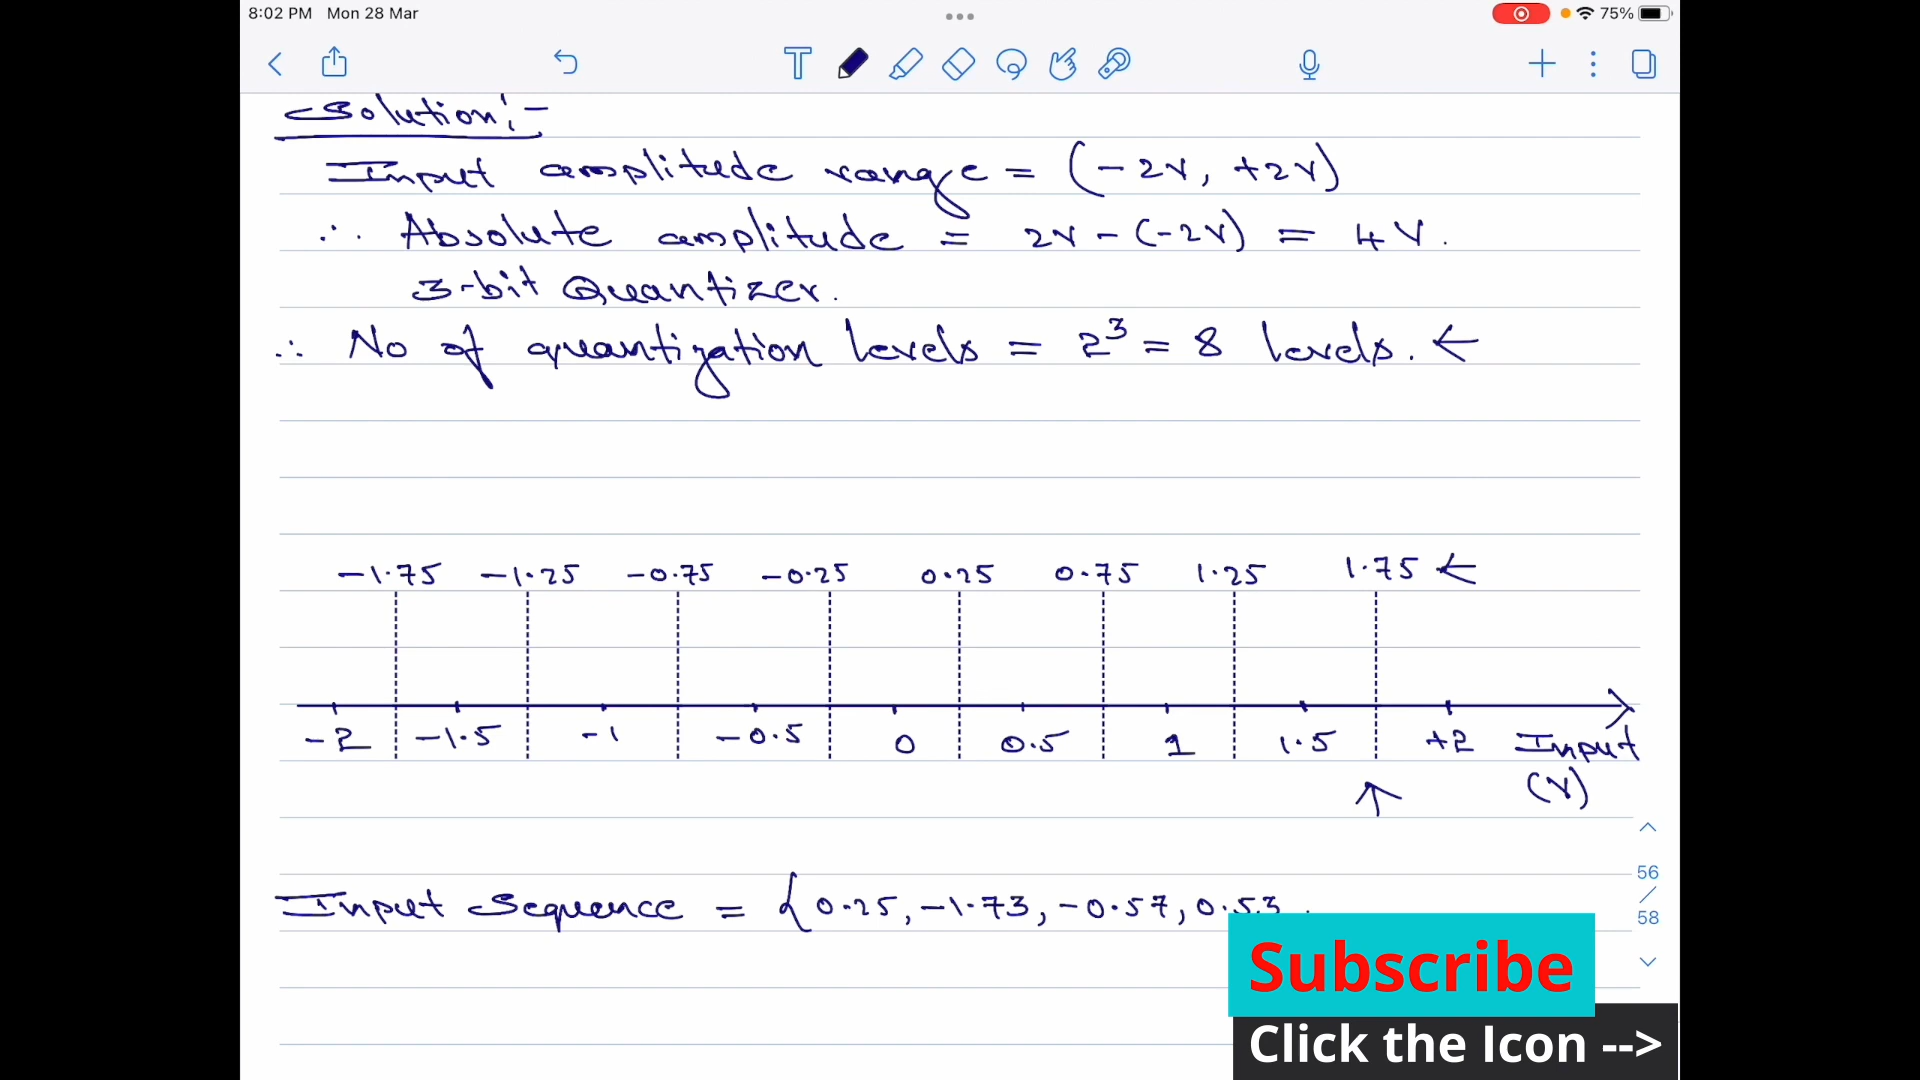 8:02 PM Mon 28 Mar 75%
Solution:-
Input amplitude range = (-2V, +2V)
∴ Absolute amplitude = 2V - (-2V) = 4V.
3-bit Quantizer.
∴ No of quantization levels = 2³ = 8 levels. ←
-1.75 -1.25 -0.75 -0.25 0.25 0.75 1.25 1.75 ←
-2 -1.5 -1 -0.5 0 0.5 1 1.5 +2 Input
(V)
↑
56
/
58
Input Sequence = {0.25, -1.73, -0.57, 0.53
Subscribe
Click the Icon -->